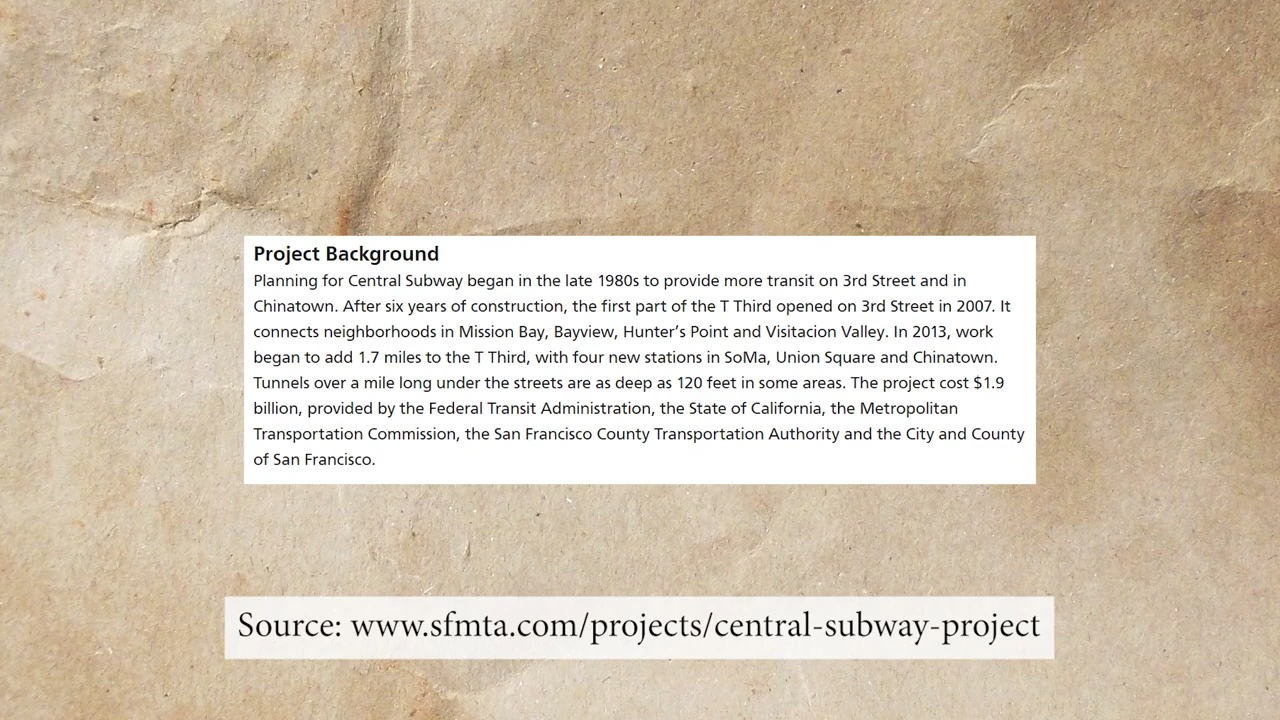 Project Background
Planning for Central Subway began in the late 1980s to provide more transit on 3rd Street and in
Chinatown. After six years of construction, the first part of the T Third opened on 3rd Street in 2007. It
connects neighborhoods in Mission Bay, Bayview, Hunter’s Point and Visitacion Valley. In 2013, work
began to add 1.7 miles to the T Third, with four new stations in SoMa, Union Square and Chinatown.
Tunnels over a mile long under the streets are as deep as 120 feet in some areas. The project cost $1.9
billion, provided by the Federal Transit Administration, the State of California, the Metropolitan
Transportation Commission, the San Francisco County Transportation Authority and the City and County
of San Francisco.
Source: www.sfmta.com/projects/central-subway-project